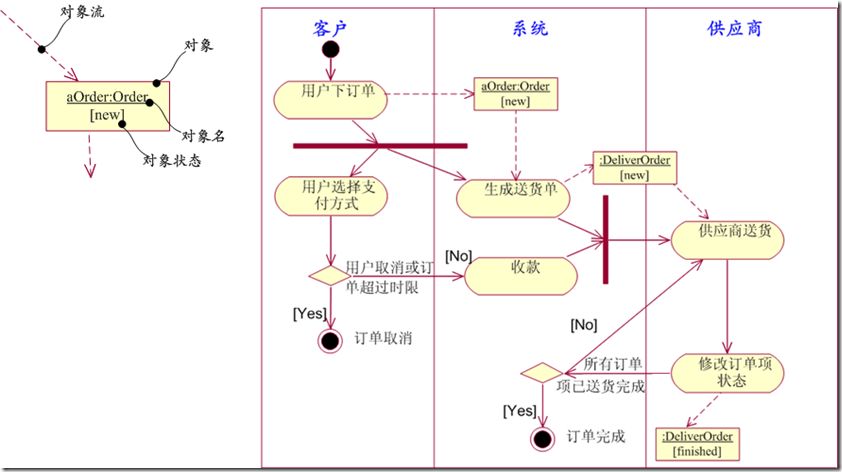 对象流
对象
aOrder:Order
[new]
对象名
对象状态
客户
系统
供应商
用户下订单
aOrder:Order
[new]
:DeliverOrder
[new]
用户选择支
付方式
生成送货单
供应商送货
用户取消或订
单超过时限
[No]
收款
[Yes]
订单取消
[No]
所有订单
项已送货完成
修改订单项
状态
[Yes]
订单完成
:DeliverOrder
[finished]